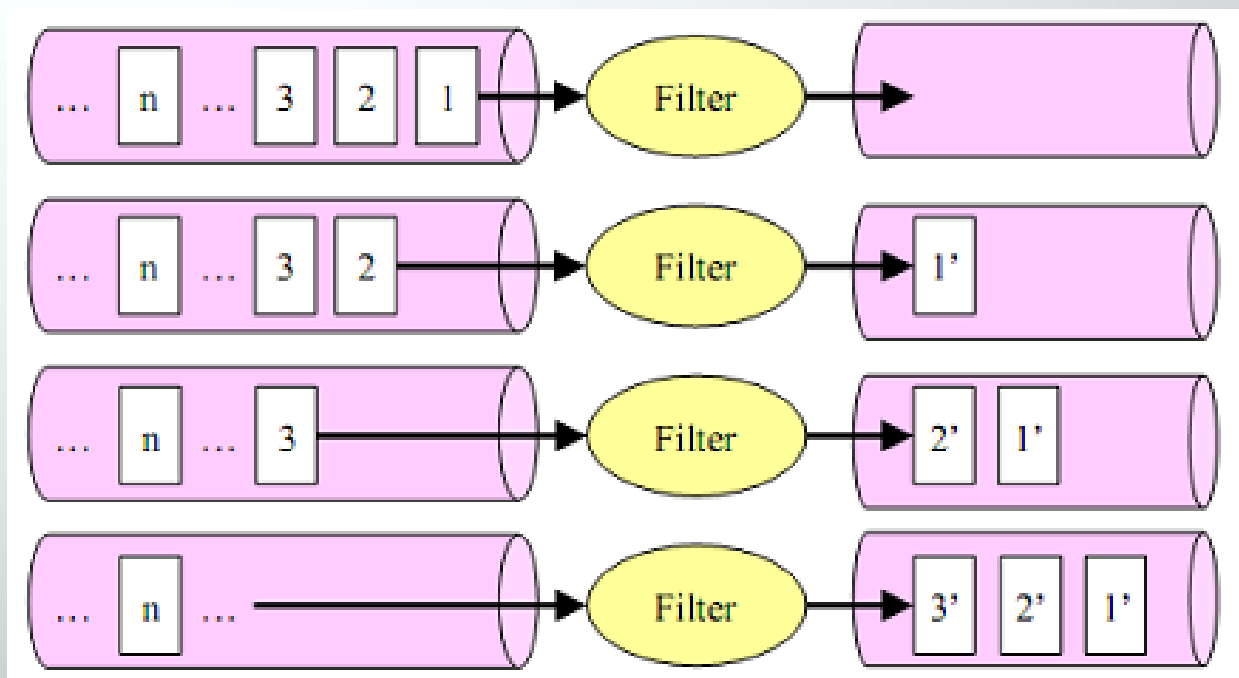 … n … 3 2 1 Filter
… n … 3 2 Filter 1’
… n … 3 Filter 2’ 1’
… n … Filter 3’ 2’ 1’